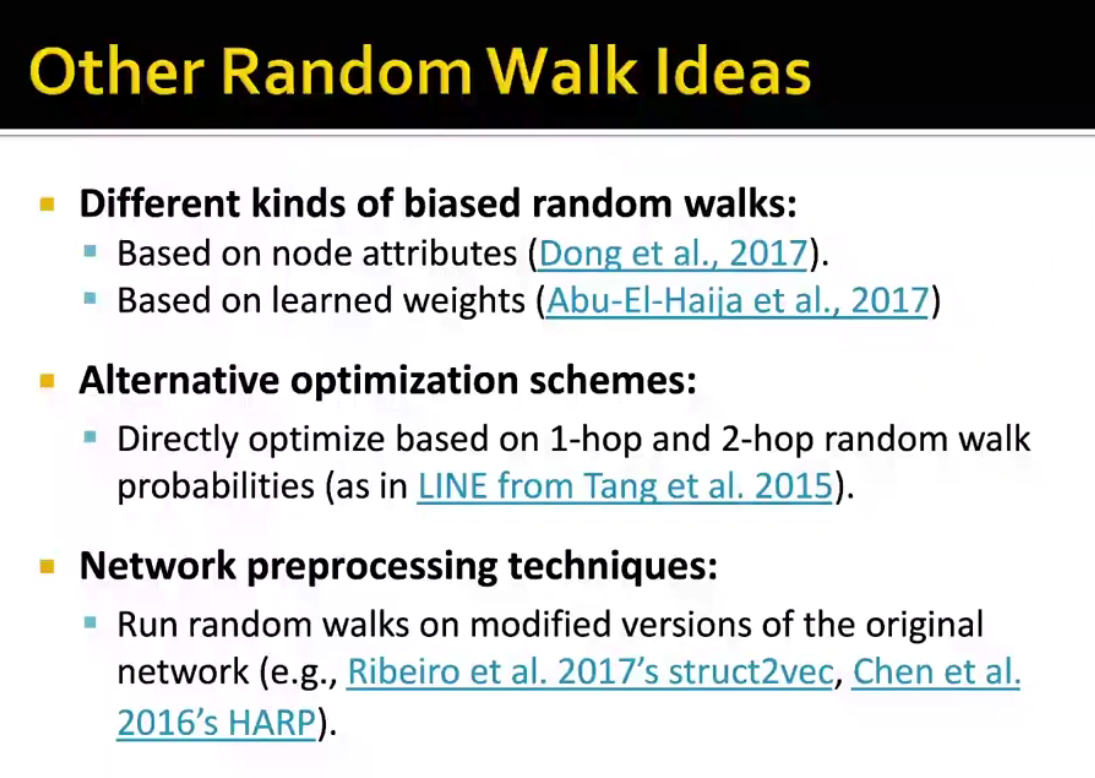 Other Random Walk Ideas
Different kinds of biased random walks:
Based on node attributes (Dong et al., 2017).
Based on learned weights (Abu-El-Haija et al., 2017)
Alternative optimization schemes:
Directly optimize based on 1-hop and 2-hop random walk
probabilities (as in LINE from Tang et al. 2015).
Network preprocessing techniques:
Run random walks on modified versions of the original
network (e.g., Ribeiro et al. 2017’s struct2vec, Chen et al.
2016’s HARP).